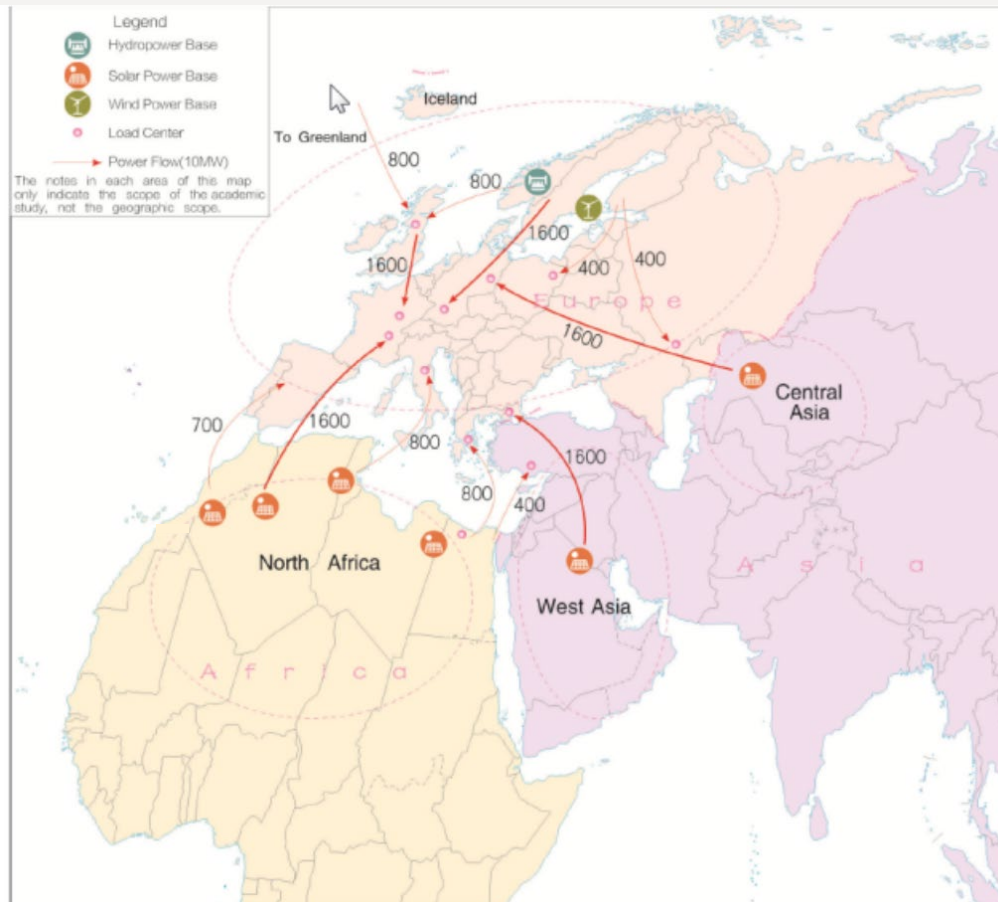 Legend
Hydropower Base
Solar Power Base
Wind Power Base
Load Center
Power Flow(10MW)
The notes in each area of this map
only indicate the scope of the academic
study, not the geographic scope.
Iceland
To Greenland
800
800
1600
1600
400
400
Europe
1600
Central
Asia
700
1600
800
1600
800
400
North Africa
Asia
West Asia
Africa